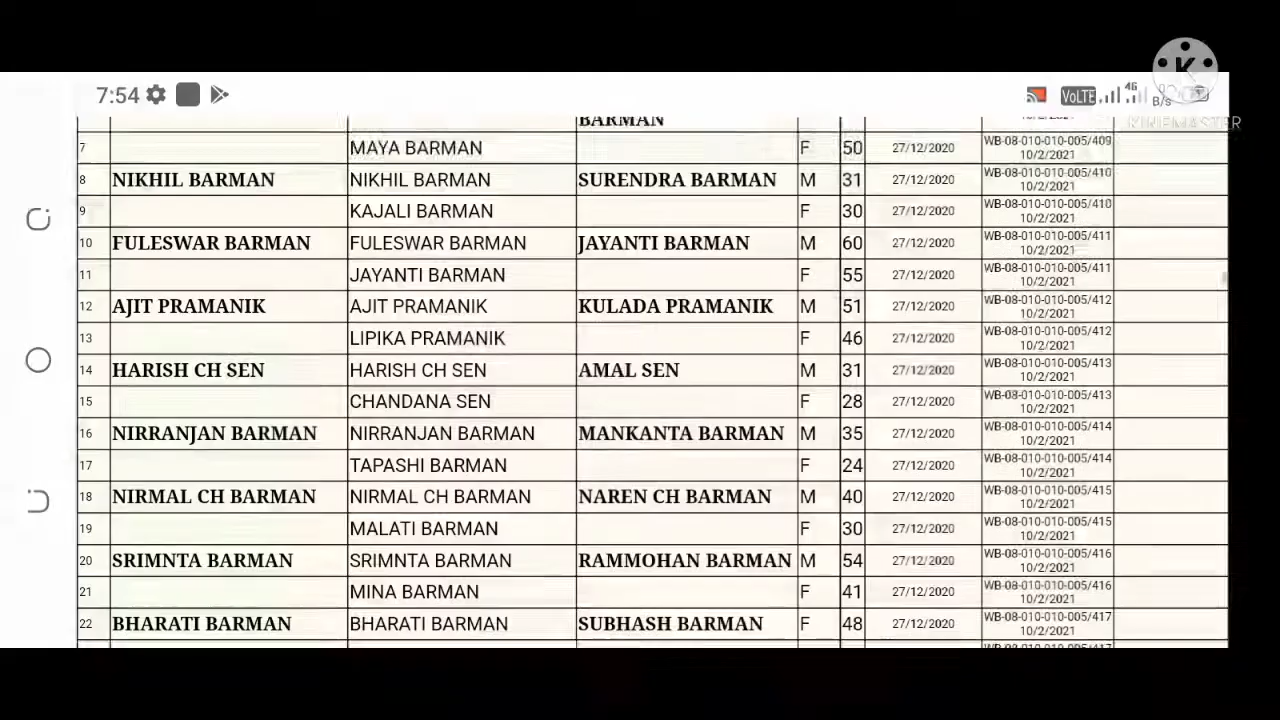 7:54 VoLTE 4G B/s
KINEMASTER
BARMAN
7 MAYA BARMAN F 50 27/12/2020 WB-08-010-010-005/409 10/2/2021
8 NIKHIL BARMAN NIKHIL BARMAN SURENDRA BARMAN M 31 27/12/2020 WB-08-010-010-005/410 10/2/2021
9 KAJALI BARMAN F 30 27/12/2020 WB-08-010-010-005/410 10/2/2021
10 FULESWAR BARMAN FULESWAR BARMAN JAYANTI BARMAN M 60 27/12/2020 WB-08-010-010-005/411 10/2/2021
11 JAYANTI BARMAN F 55 27/12/2020 WB-08-010-010-005/411 10/2/2021
12 AJIT PRAMANIK AJIT PRAMANIK KULADA PRAMANIK M 51 27/12/2020 WB-08-010-010-005/412 10/2/2021
13 LIPIKA PRAMANIK F 46 27/12/2020 WB-08-010-010-005/412 10/2/2021
14 HARISH CH SEN HARISH CH SEN AMAL SEN M 31 27/12/2020 WB-08-010-010-005/413 10/2/2021
15 CHANDANA SEN F 28 27/12/2020 WB-08-010-010-005/413 10/2/2021
16 NIRRANJAN BARMAN NIRRANJAN BARMAN MANKANTA BARMAN M 35 27/12/2020 WB-08-010-010-005/414 10/2/2021
17 TAPASHI BARMAN F 24 27/12/2020 WB-08-010-010-005/414 10/2/2021
18 NIRMAL CH BARMAN NIRMAL CH BARMAN NAREN CH BARMAN M 40 27/12/2020 WB-08-010-010-005/415 10/2/2021
19 MALATI BARMAN F 30 27/12/2020 WB-08-010-010-005/415 10/2/2021
20 SRIMNTA BARMAN SRIMNTA BARMAN RAMMOHAN BARMAN M 54 27/12/2020 WB-08-010-010-005/416 10/2/2021
21 MINA BARMAN F 41 27/12/2020 WB-08-010-010-005/416 10/2/2021
22 BHARATI BARMAN BHARATI BARMAN SUBHASH BARMAN F 48 27/12/2020 WB-08-010-010-005/417 10/2/2021